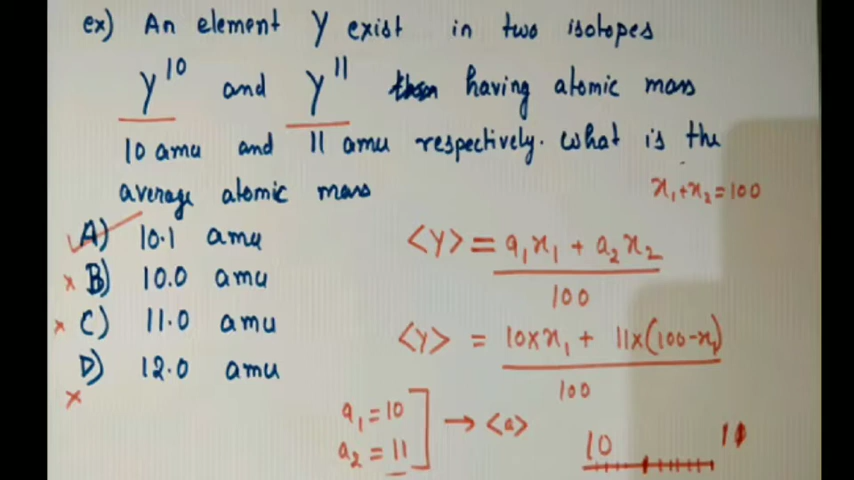 ex) An element Y exist in two isotopes
Y¹⁰ and Y¹¹ having atomic mass
10 amu and 11 amu respectively. What is the
average atomic mass
x₁+x₂=100
A) 10.1 amu
B) 10.0 amu
C) 11.0 amu
D) 12.0 amu
<Y> = a₁x₁ + a₂x₂
100
<Y> = 10×x₁ + 11×(100-x₁)
100
a₁=10
a₂=11
→ <a>
10 11